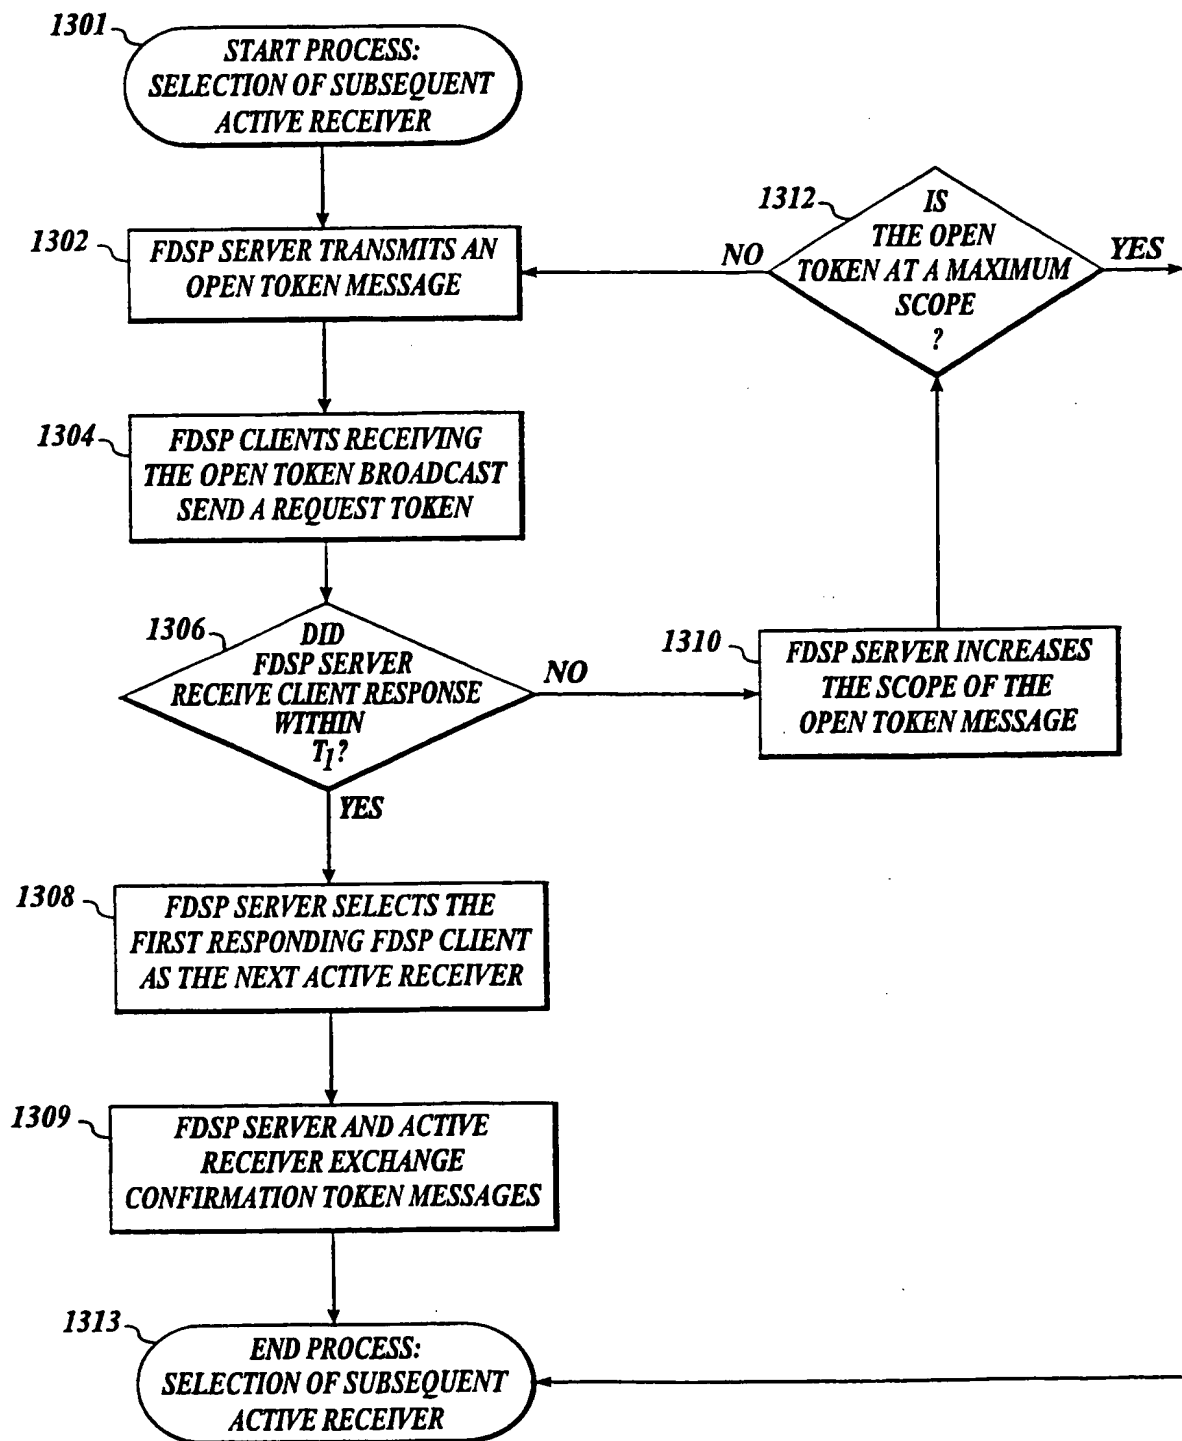 1301
START PROCESS:
SELECTION OF SUBSEQUENT
ACTIVE RECEIVER
1302
FDSP SERVER TRANSMITS AN
OPEN TOKEN MESSAGE
1312
IS
THE OPEN
TOKEN AT A MAXIMUM
SCOPE
?
NO
YES
1304
FDSP CLIENTS RECEIVING
THE OPEN TOKEN BROADCAST
SEND A REQUEST TOKEN
1306
DID
FDSP SERVER
RECEIVE CLIENT RESPONSE
WITHIN
T1?
NO
YES
1310
FDSP SERVER INCREASES
THE SCOPE OF THE
OPEN TOKEN MESSAGE
1308
FDSP SERVER SELECTS THE
FIRST RESPONDING FDSP CLIENT
AS THE NEXT ACTIVE RECEIVER
1309
FDSP SERVER AND ACTIVE
RECEIVER EXCHANGE
CONFIRMATION TOKEN MESSAGES
1313
END PROCESS:
SELECTION OF SUBSEQUENT
ACTIVE RECEIVER